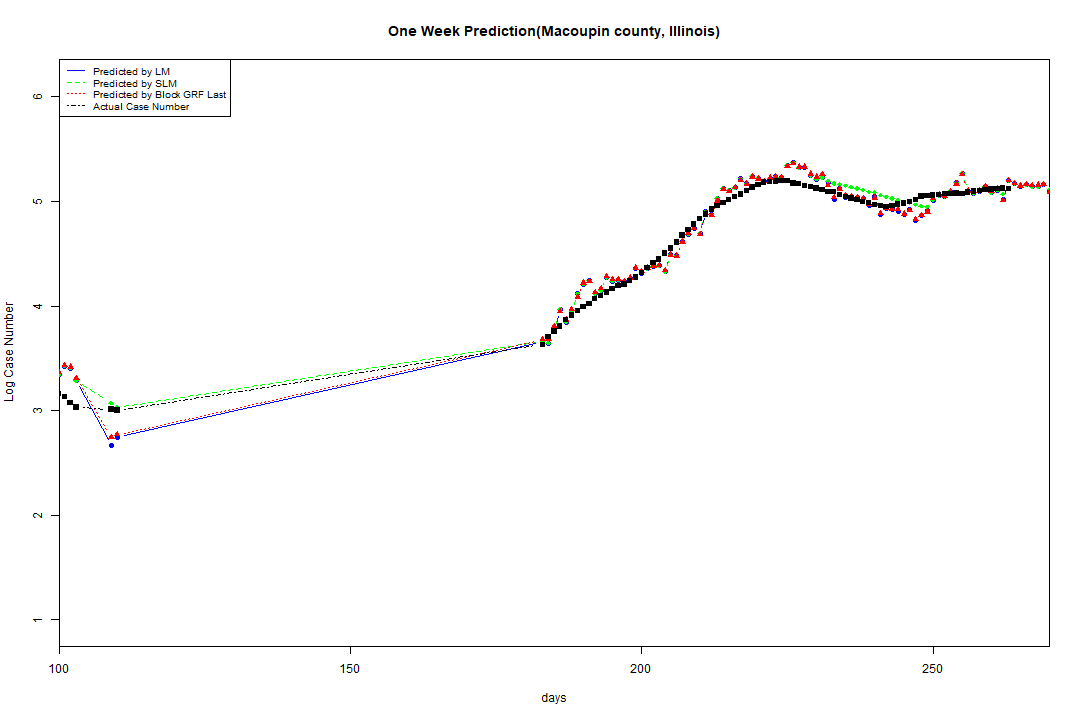 One Week Prediction(Macoupin county, Illinois)
Predicted by LM
Predicted by SLM
Predicted by Block GRF Last
Actual Case Number
Log Case Number
6
5
4
3
2
1
100 150 200 250
days